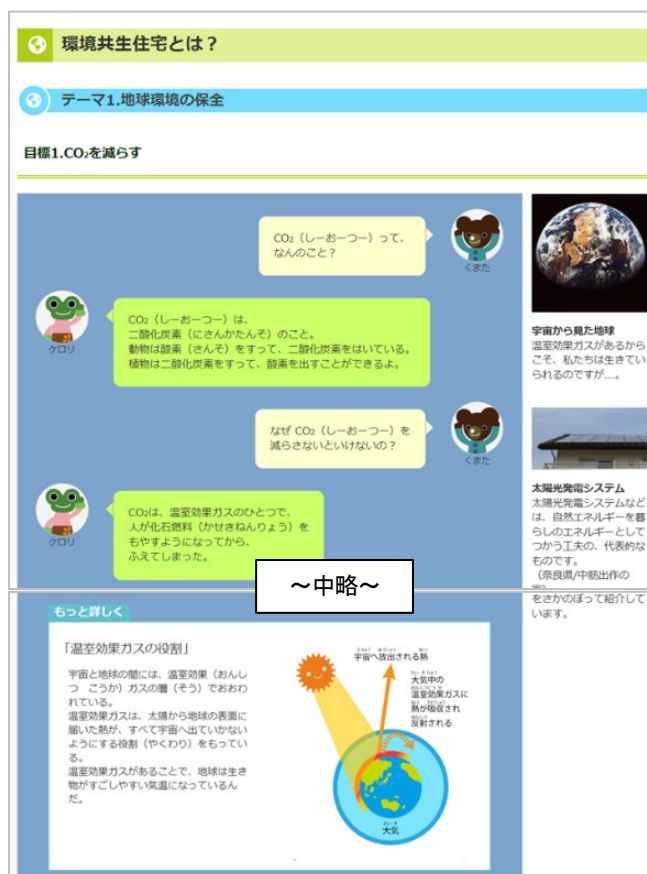 環境共生住宅とは？
テーマ1.地球環境の保全
目標1.CO₂を減らす
CO₂（しーおーつー）って、
なんのこと？
くまた
CO₂（しーおーつー）は、
二酸化炭素（にさんかたんそ）のこと。
動物は酸素（さんそ）をすって、二酸化炭素をはいている。
植物は二酸化炭素をすって、酸素を出すことができるよ。
ケロリ
なぜ CO₂（しーおーつー）を
減らさないといけないの？
くまた
CO₂は、温室効果ガスのひとつで、
人が化石燃料（かせきねんりょう）を
もやすようになってから、
ふえてしまった。
ケロリ
宇宙から見た地球
温室効果ガスがあるから
こそ、私たちは生きてい
られるのですが…。
太陽光発電システム
太陽光発電システムなど
は、自然エネルギーを暮
らしのエネルギーとして
つかう工夫の、代表的な
ものです。
（奈良県/中筋出作の
～中略～
をさかのぼって紹介して
います。
もっと詳しく
「温室効果ガスの役割」
宇宙と地球の間には、温室効果（おんし
つ こうか）ガスの層（そう）でおおわ
れている。
温室効果ガスは、太陽から地球の表面に
届いた熱が、すべて宇宙へ出ていかない
ようにする役割（やくわり）をもってい
る。
温室効果ガスがあることで、地球は生き
物がすごしやすい気温になっているん
だ。
宇宙へ放出される熱
大気中の
温室効果ガスに
熱が吸収され
反射される
大気